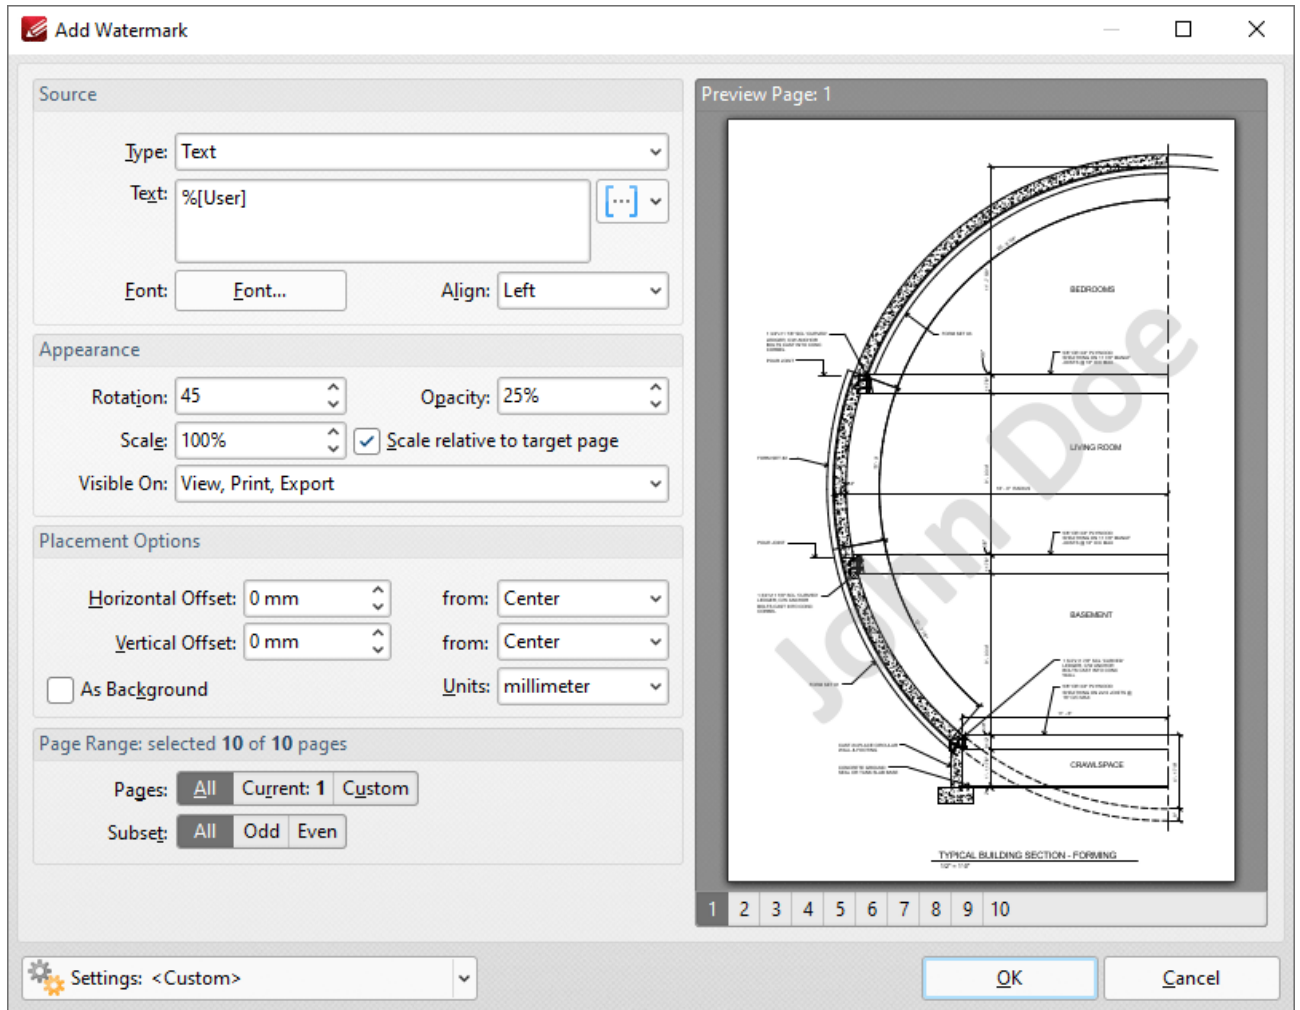 Add Watermark
Source
Type: Text
Text: %[User]
Font: Font... Align: Left
Appearance
Rotation: 45 Opacity: 25%
Scale: 100% Scale relative to target page
Visible On: View, Print, Export
Placement Options
Horizontal Offset: 0 mm from: Center
Vertical Offset: 0 mm from: Center
As Background Units: millimeter
Page Range: selected 10 of 10 pages
Pages: All Current: 1 Custom
Subset: All Odd Even
Preview Page: 1
BEDROOMS
LIVING ROOM
BASEMENT
CRAWLSPACE
John Doe
TYPICAL BUILDING SECTION - FORMING
1 2 3 4 5 6 7 8 9 10
Settings: <Custom>
OK Cancel